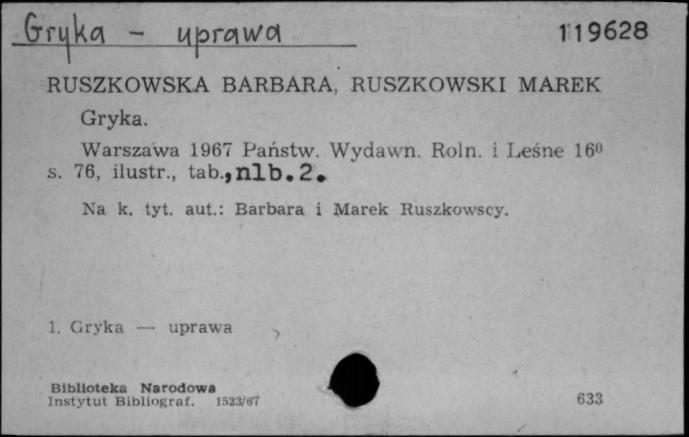 Gryka - uprawa 119628
RUSZKOWSKA BARBARA, RUSZKOWSKI MAREK
Gryka.
Warszawa 1967 Państw. Wydawn. Roln. i Leśne 16⁰
s. 76, ilustr., tab., nlb. 2.
Na k. tyt. aut.: Barbara i Marek Ruszkowscy.
1. Gryka — uprawa
Biblioteka Narodowa
Instytut Bibliograf. 1523/67 633